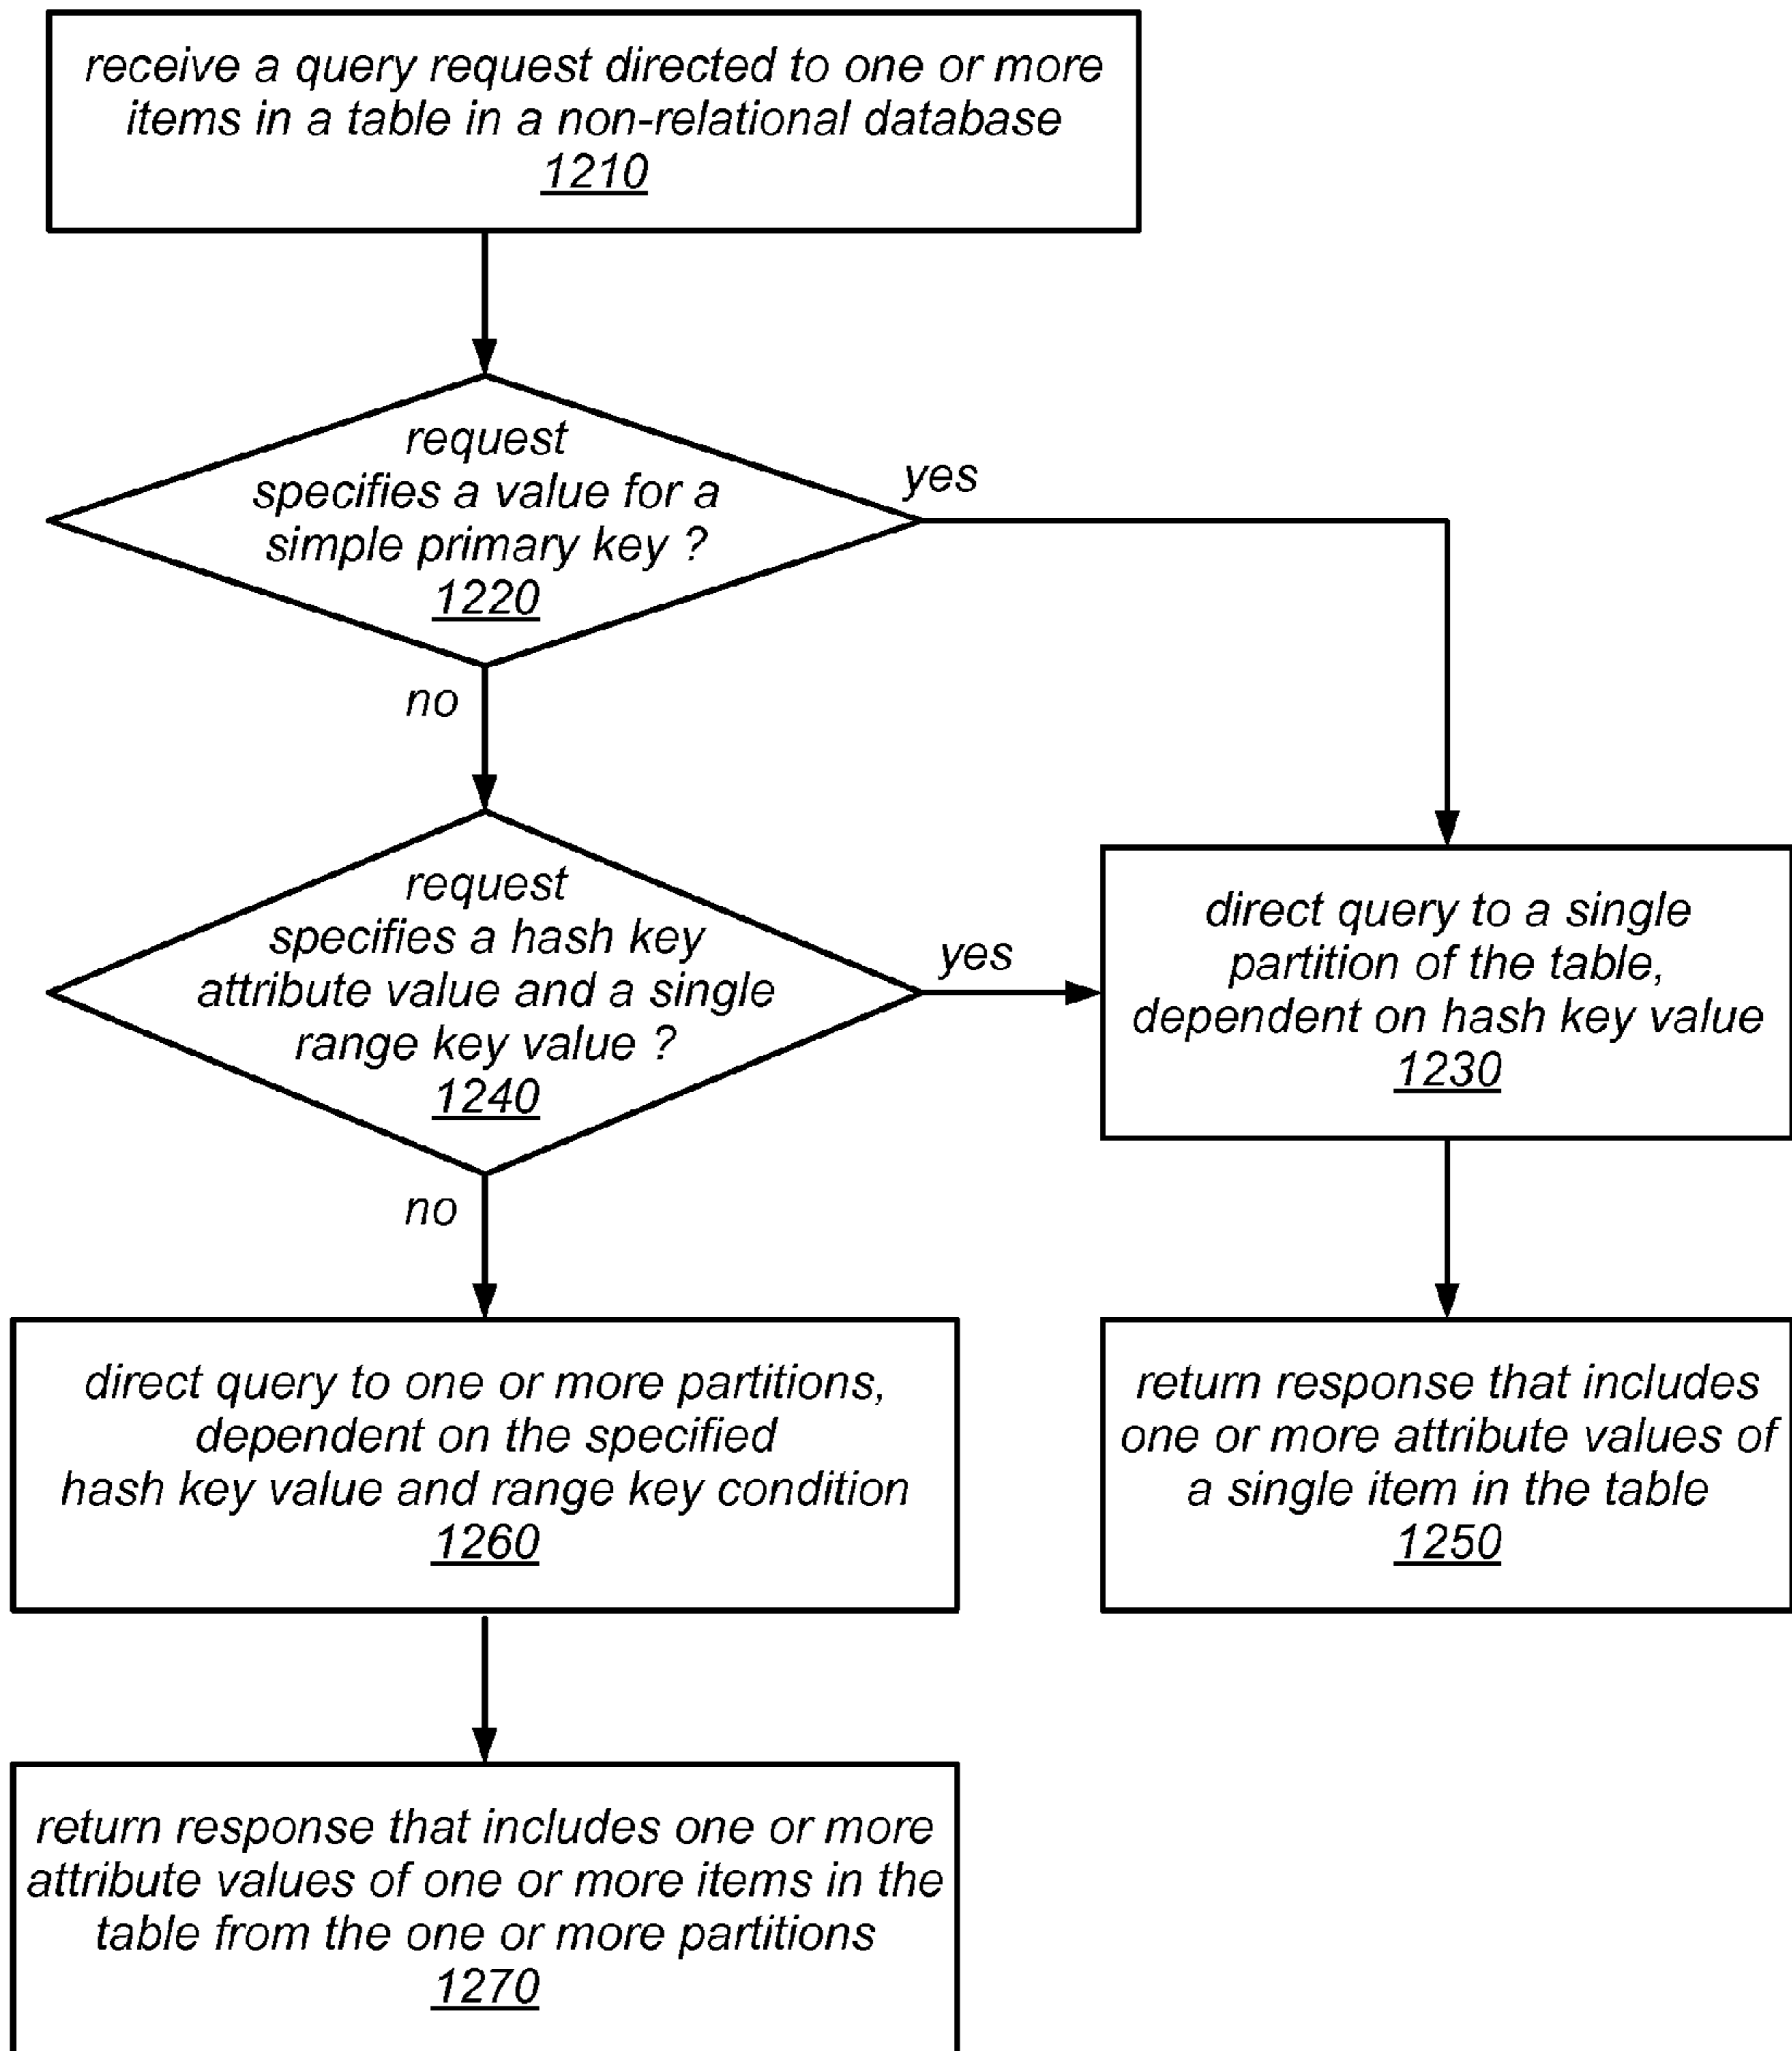 receive a query request directed to one or more
items in a table in a non-relational database
1210
request
specifies a value for a
simple primary key ?
1220
yes
no
request
specifies a hash key
attribute value and a single
range key value ?
1240
yes
no
direct query to a single
partition of the table,
dependent on hash key value
1230
direct query to one or more partitions,
dependent on the specified
hash key value and range key condition
1260
return response that includes
one or more attribute values of
a single item in the table
1250
return response that includes one or more
attribute values of one or more items in the
table from the one or more partitions
1270